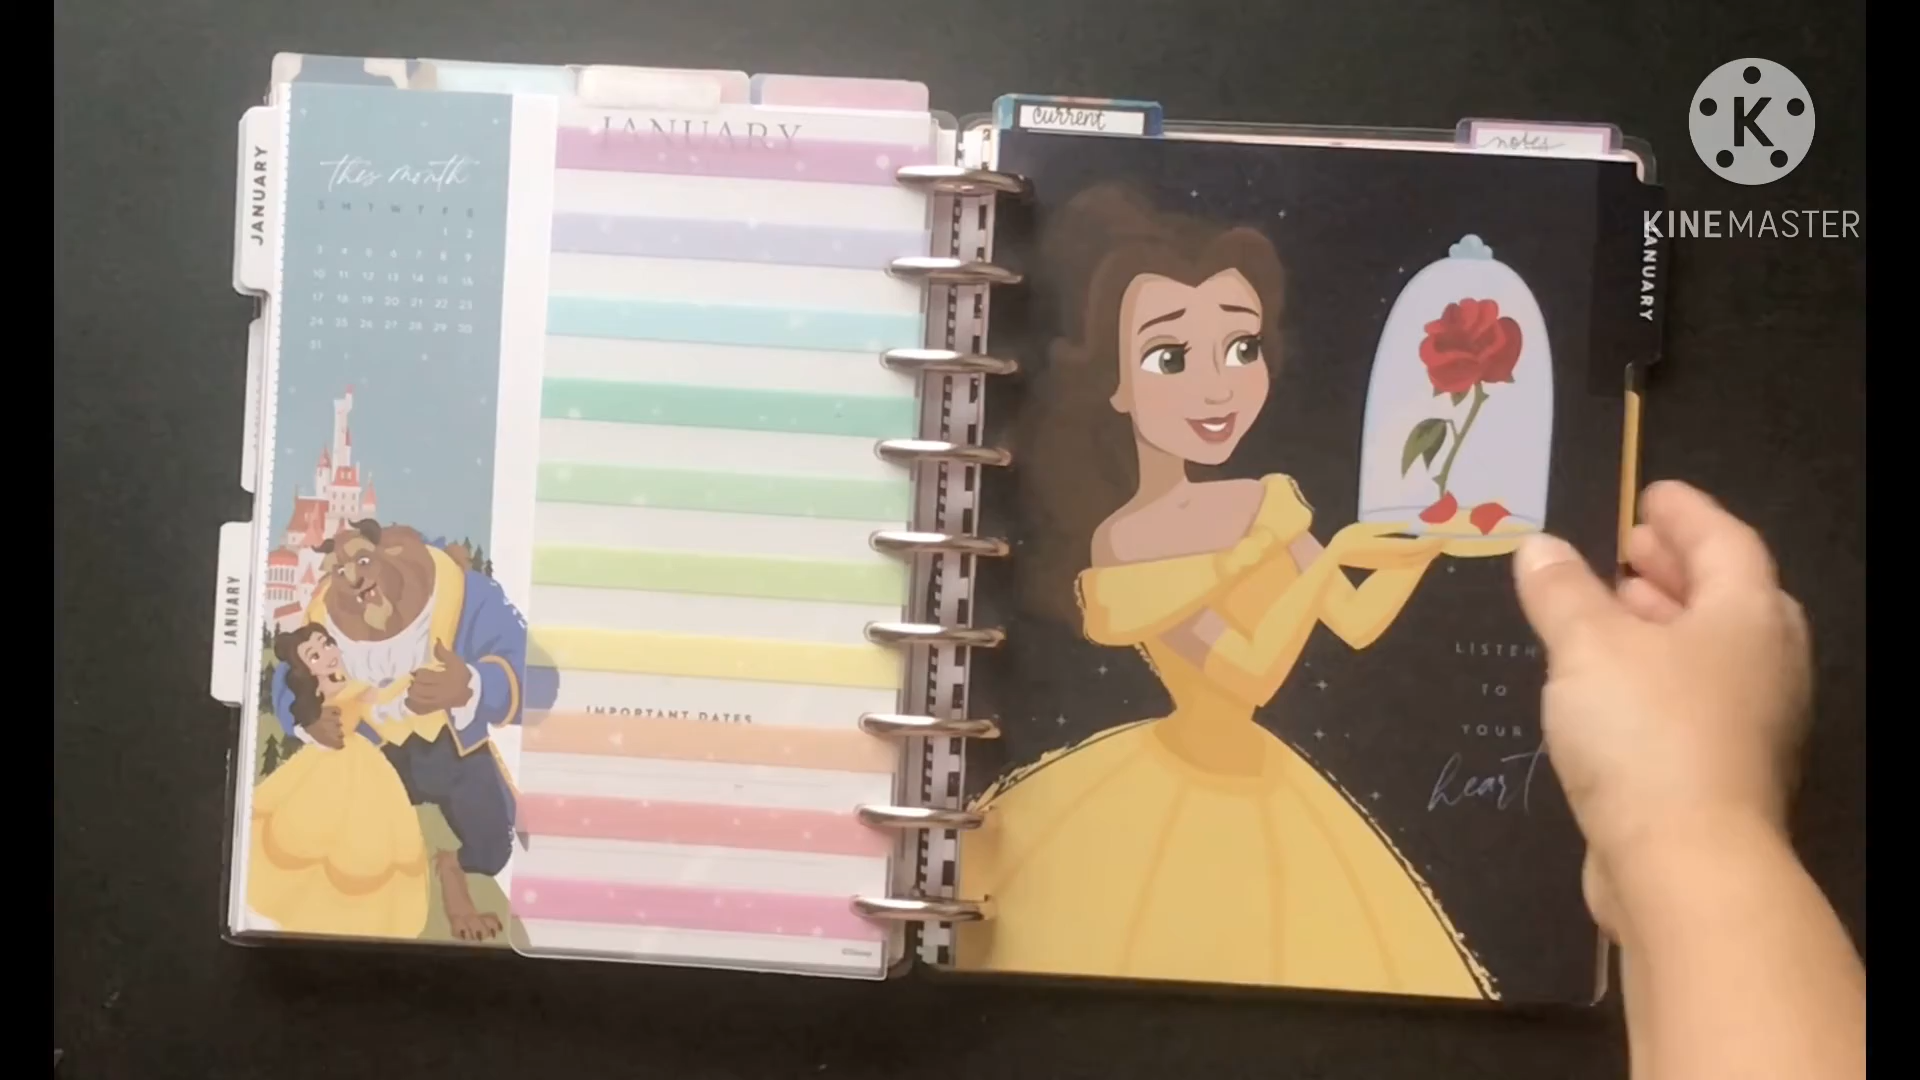 current
notes
KINEMASTER
JANUARY
JANUARY
this month
S M T W T F S
1 2
3 4 5 6 7 8 9
10 11 12 13 14 15 16
17 18 19 20 21 22 23
24 25 26 27 28 29 30
31
JANUARY
JANUARY
IMPORTANT DATES
©Disney
LISTEN
TO
YOUR
heart